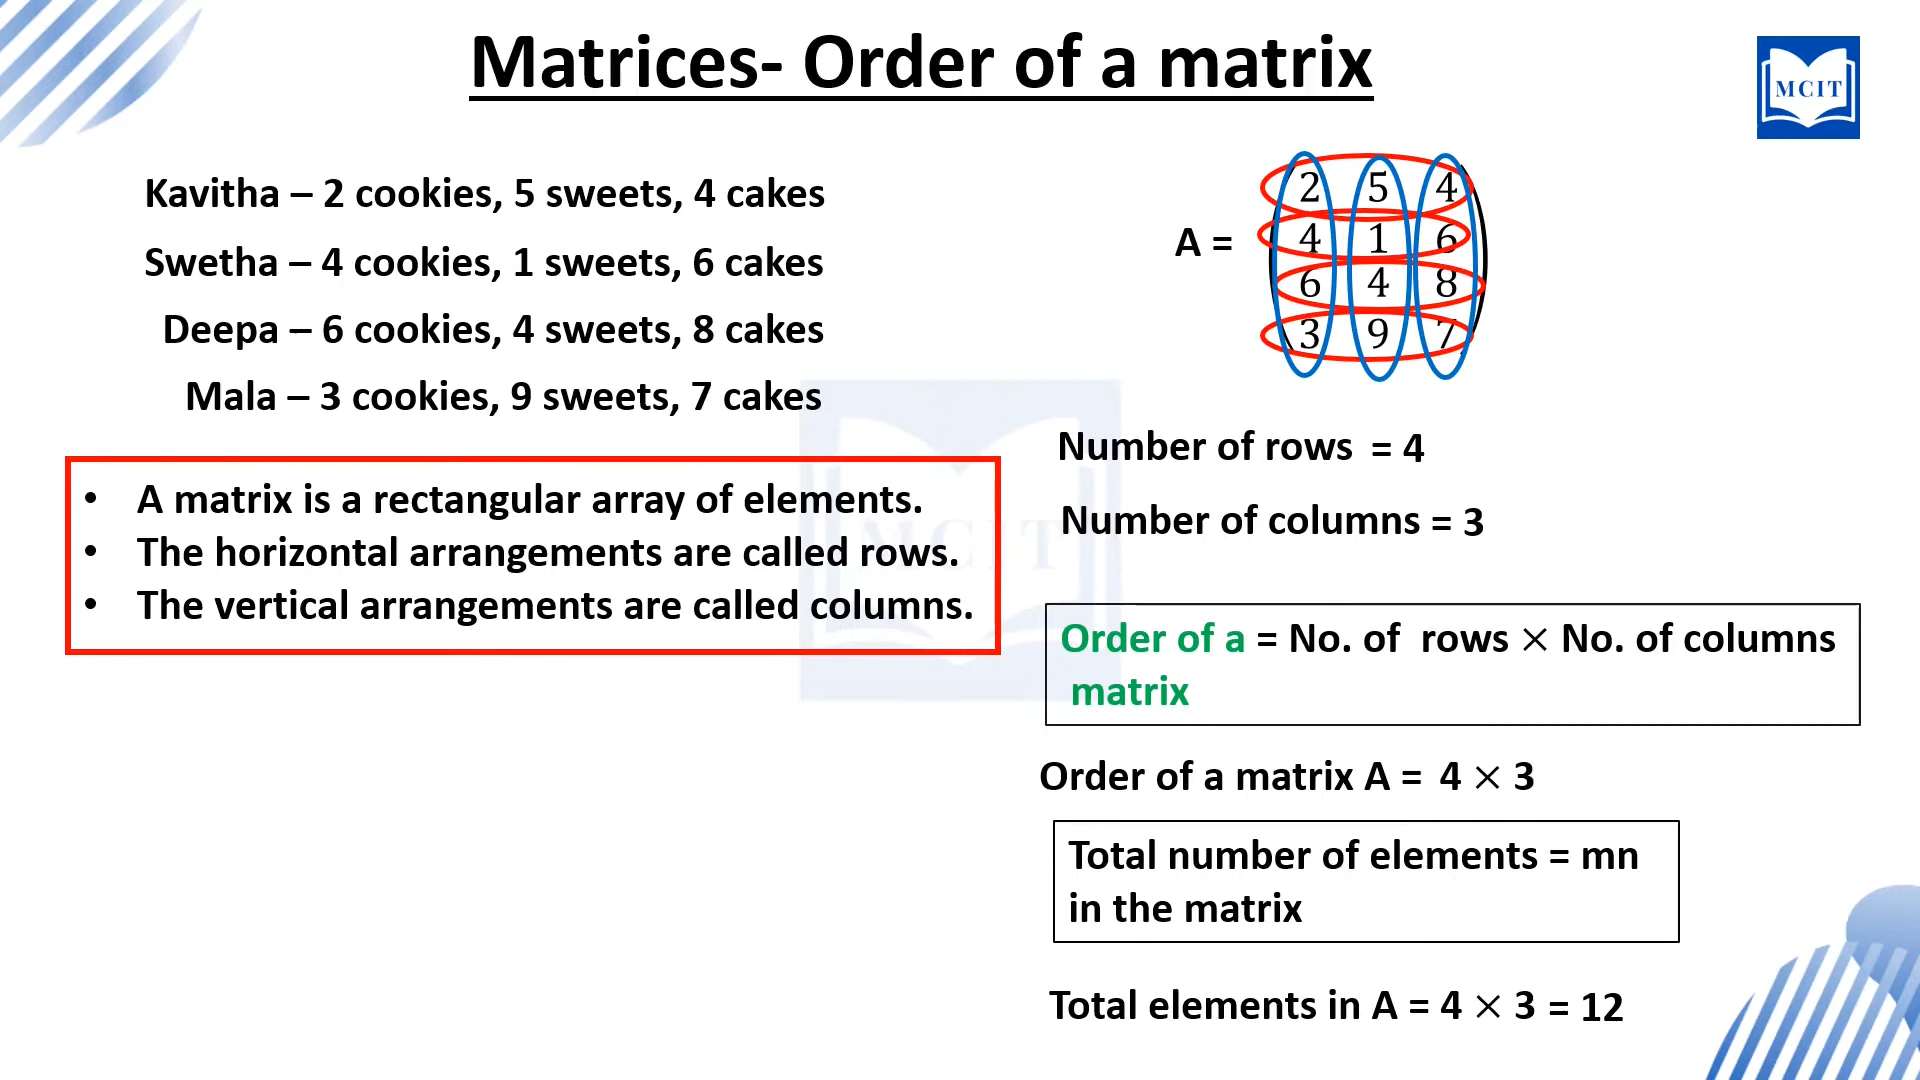 Matrices- Order of a matrix
MCIT
Kavitha – 2 cookies, 5 sweets, 4 cakes
Swetha – 4 cookies, 1 sweets, 6 cakes
Deepa – 6 cookies, 4 sweets, 8 cakes
Mala – 3 cookies, 9 sweets, 7 cakes
• A matrix is a rectangular array of elements.
• The horizontal arrangements are called rows.
• The vertical arrangements are called columns.
MCIT
A =
2 5 4
4 1 6
6 4 8
3 9 7
Number of rows = 4
Number of columns = 3
Order of a = No. of rows × No. of columns
matrix
Order of a matrix A = 4 × 3
Total number of elements = mn
in the matrix
Total elements in A = 4 × 3 = 12